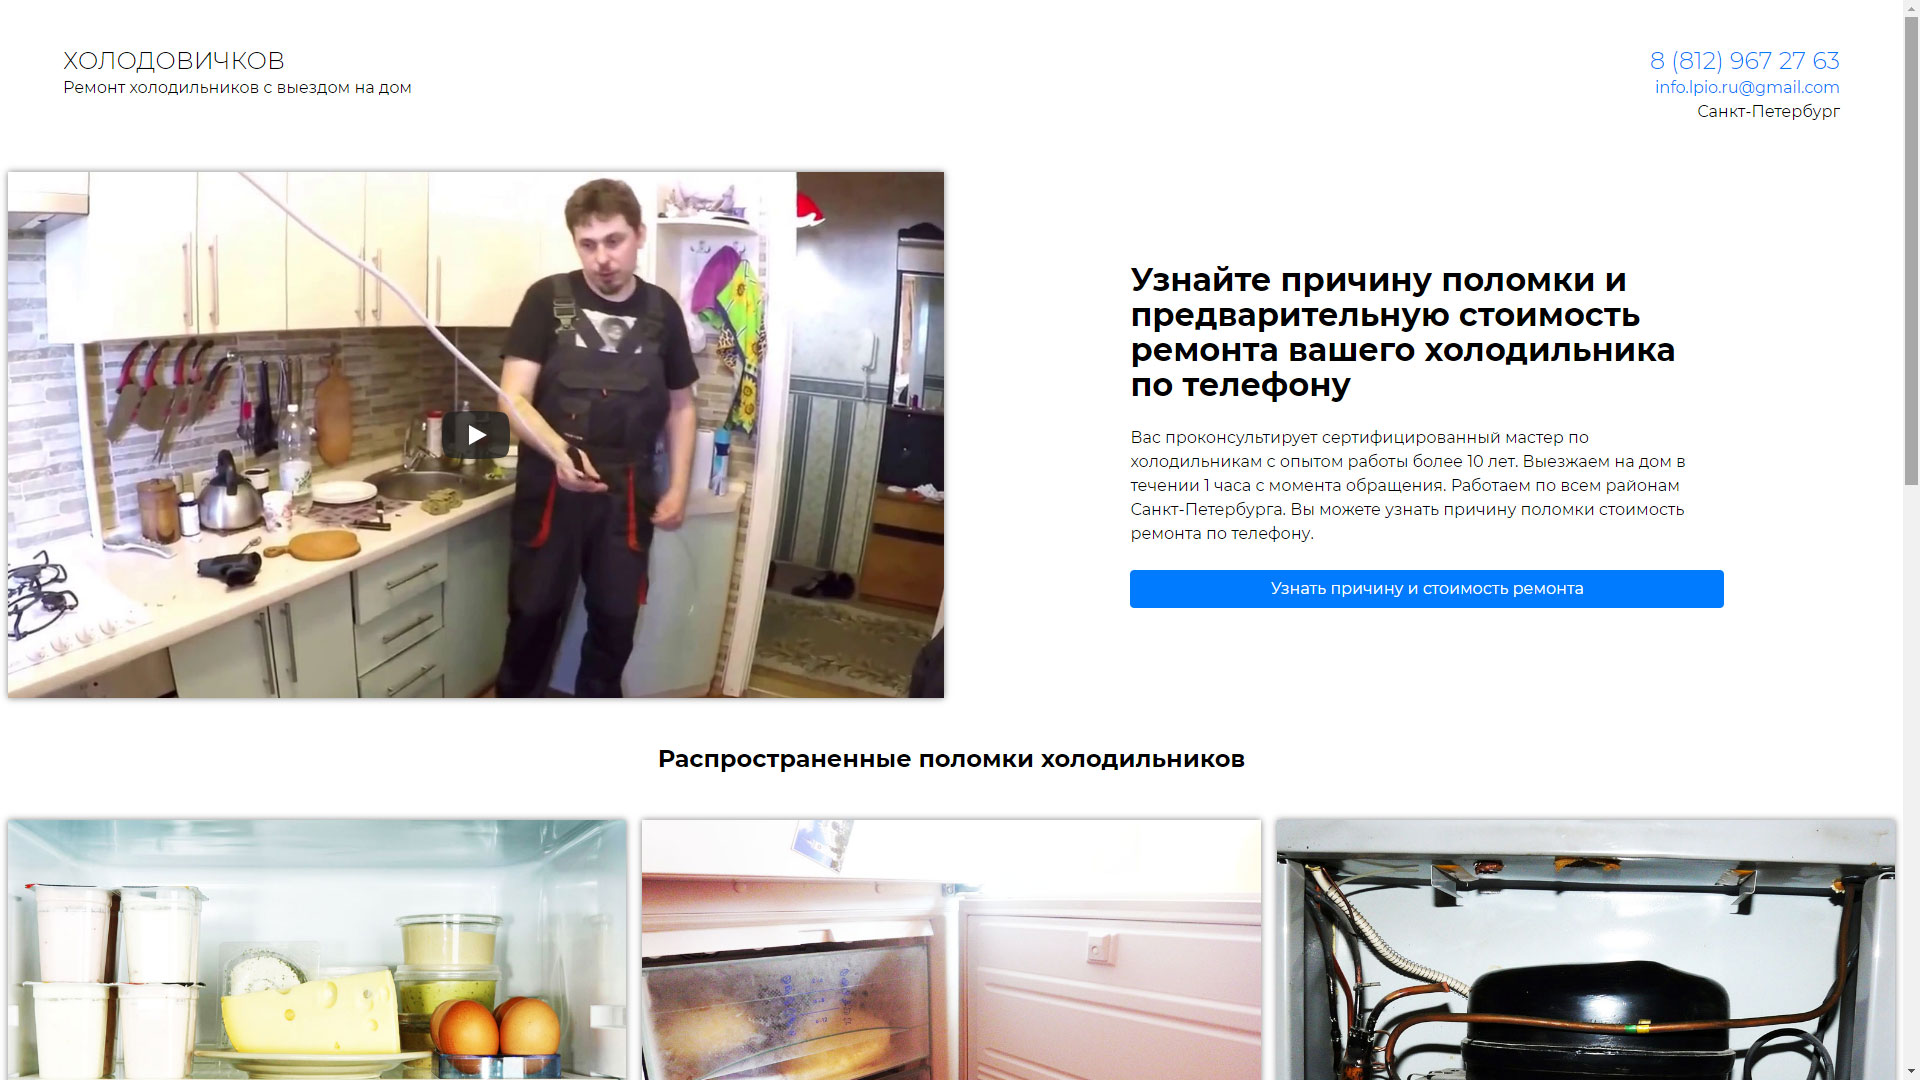 ХОЛОДОВИЧКОВ
Ремонт холодильников с выездом на дом
8 (812) 967 27 63
info.lpio.ru@gmail.com
Санкт-Петербург
Узнайте причину поломки и
предварительную стоимость
ремонта вашего холодильника
по телефону
Вас проконсультирует сертифицированный мастер по
холодильникам с опытом работы более 10 лет. Выезжаем на дом в
течении 1 часа с момента обращения. Работаем по всем районам
Санкт-Петербурга. Вы можете узнать причину поломки стоимость
ремонта по телефону.
Узнать причину и стоимость ремонта
Распространенные поломки холодильников